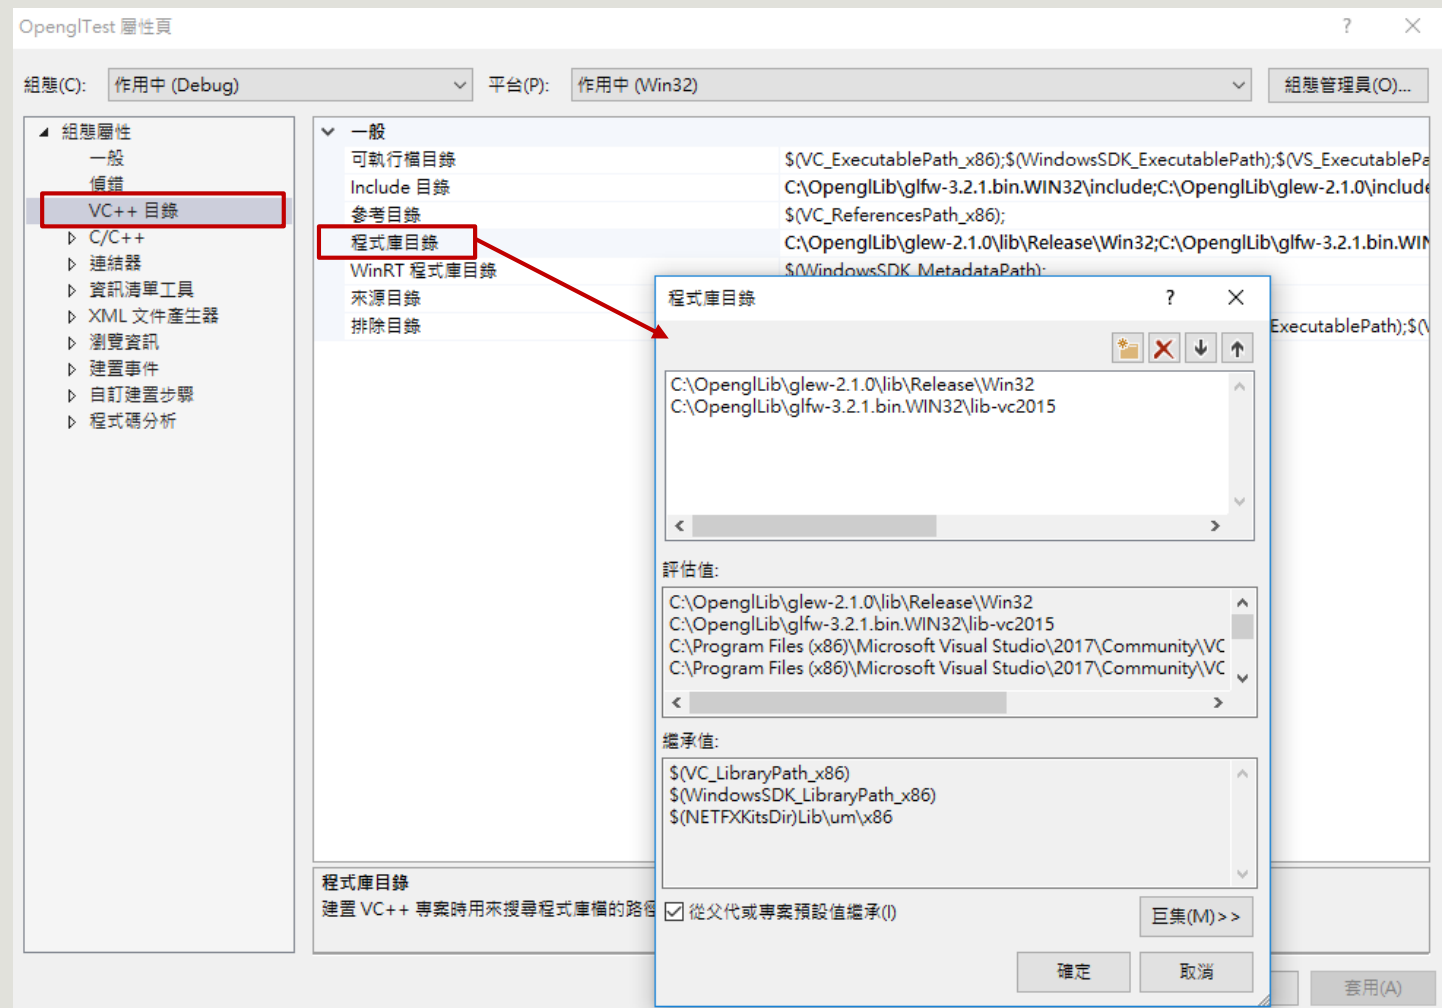 OpenglTest 屬性頁
? ×
組態(C): 作用中 (Debug) 平台(P): 作用中 (Win32) 組態管理員(O)...
組態屬性
一般
偵錯
VC++ 目錄
C/C++
連結器
資訊清單工具
XML 文件產生器
瀏覽資訊
建置事件
自訂建置步驟
程式碼分析
一般
可執行檔目錄 $(VC_ExecutablePath_x86);$(WindowsSDK_ExecutablePath);$(VS_ExecutablePa
Include 目錄 C:\OpenglLib\glfw-3.2.1.bin.WIN32\include;C:\OpenglLib\glew-2.1.0\include
參考目錄 $(VC_ReferencesPath_x86);
程式庫目錄 C:\OpenglLib\glew-2.1.0\lib\Release\Win32;C:\OpenglLib\glfw-3.2.1.bin.WIN
WinRT 程式庫目錄 $(WindowsSDK_MetadataPath);
來源目錄
排除目錄 ExecutablePath);$(V
程式庫目錄
? ×
C:\OpenglLib\glew-2.1.0\lib\Release\Win32
C:\OpenglLib\glfw-3.2.1.bin.WIN32\lib-vc2015
評估值:
C:\OpenglLib\glew-2.1.0\lib\Release\Win32
C:\OpenglLib\glfw-3.2.1.bin.WIN32\lib-vc2015
C:\Program Files (x86)\Microsoft Visual Studio\2017\Community\VC
C:\Program Files (x86)\Microsoft Visual Studio\2017\Community\VC
繼承值:
$(VC_LibraryPath_x86)
$(WindowsSDK_LibraryPath_x86)
$(NETFXKitsDir)Lib\um\x86
從父代或專案預設值繼承(I)
巨集(M)>>
確定 取消
程式庫目錄
建置 VC++ 專案時用來搜尋程式庫檔的路徑
套用(A)